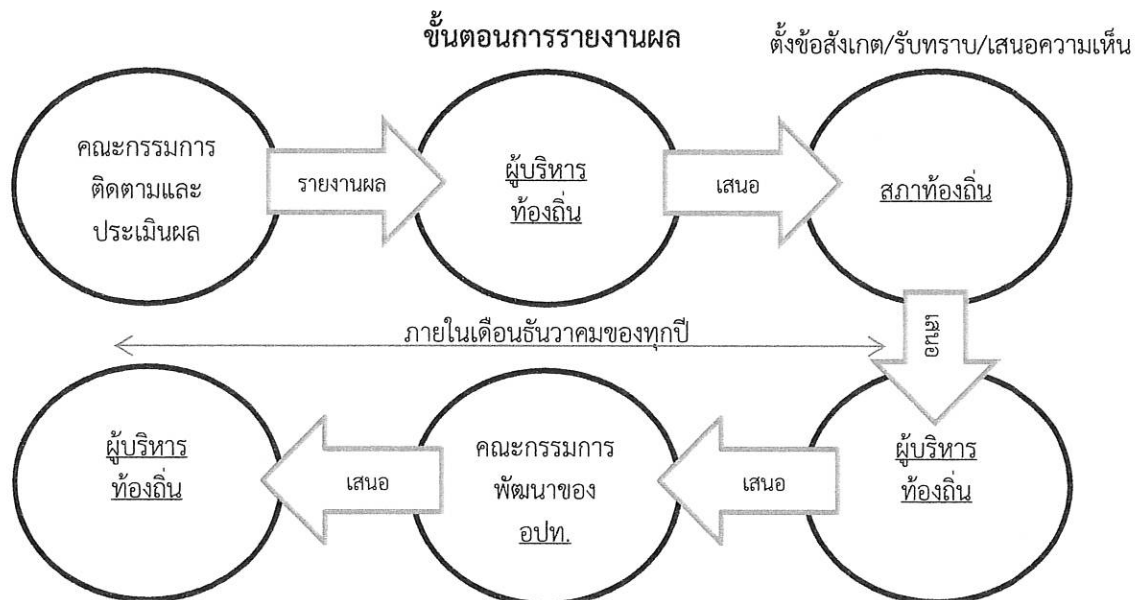 ขั้นตอนการรายงานผล
ตั้งข้อสังเกต/รับทราบ/เสนอความเห็น
คณะกรรมการ
ติดตามและ
ประเมินผล
รายงานผล
ผู้บริหาร
ท้องถิ่น
เสนอ
สภาท้องถิ่น
เสนอ
ภายในเดือนธันวาคมของทุกปี
ผู้บริหาร
ท้องถิ่น
เสนอ
คณะกรรมการ
พัฒนาของ
อปท.
เสนอ
ผู้บริหาร
ท้องถิ่น